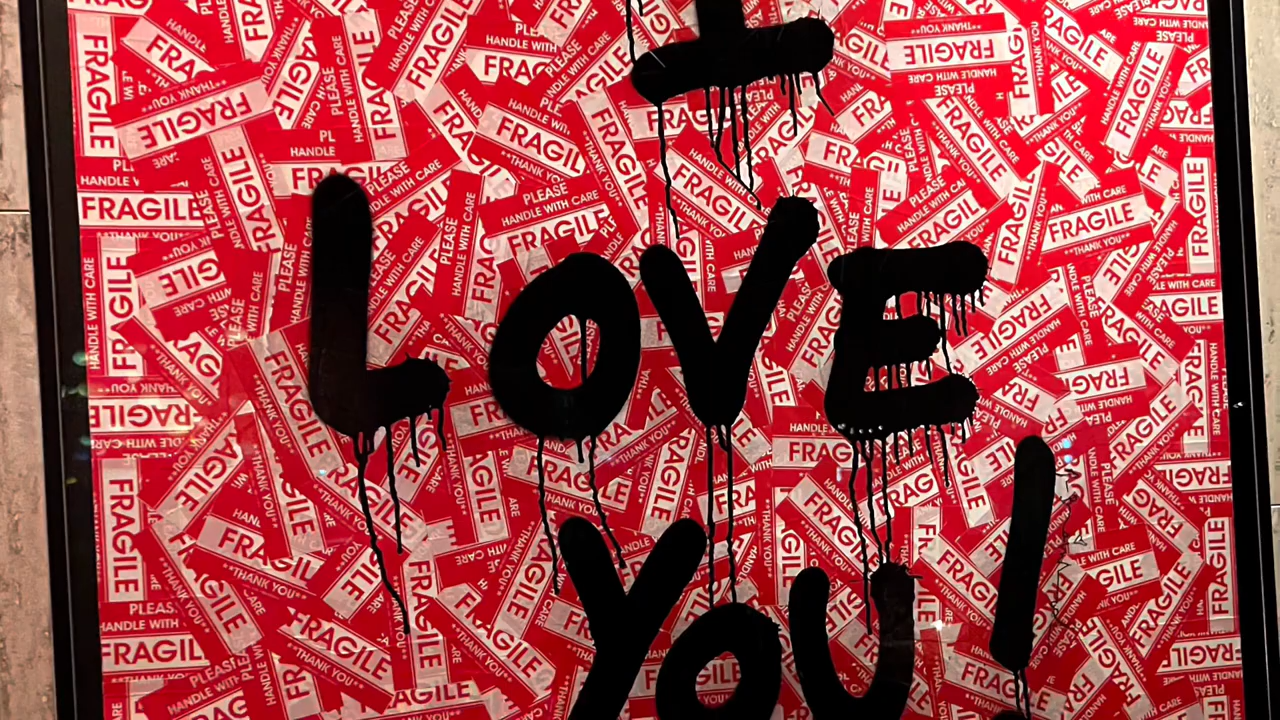 I
LOVE
YOU!
PLEASE
HANDLE WITH CARE
FRAGILE
**THANK YOU**